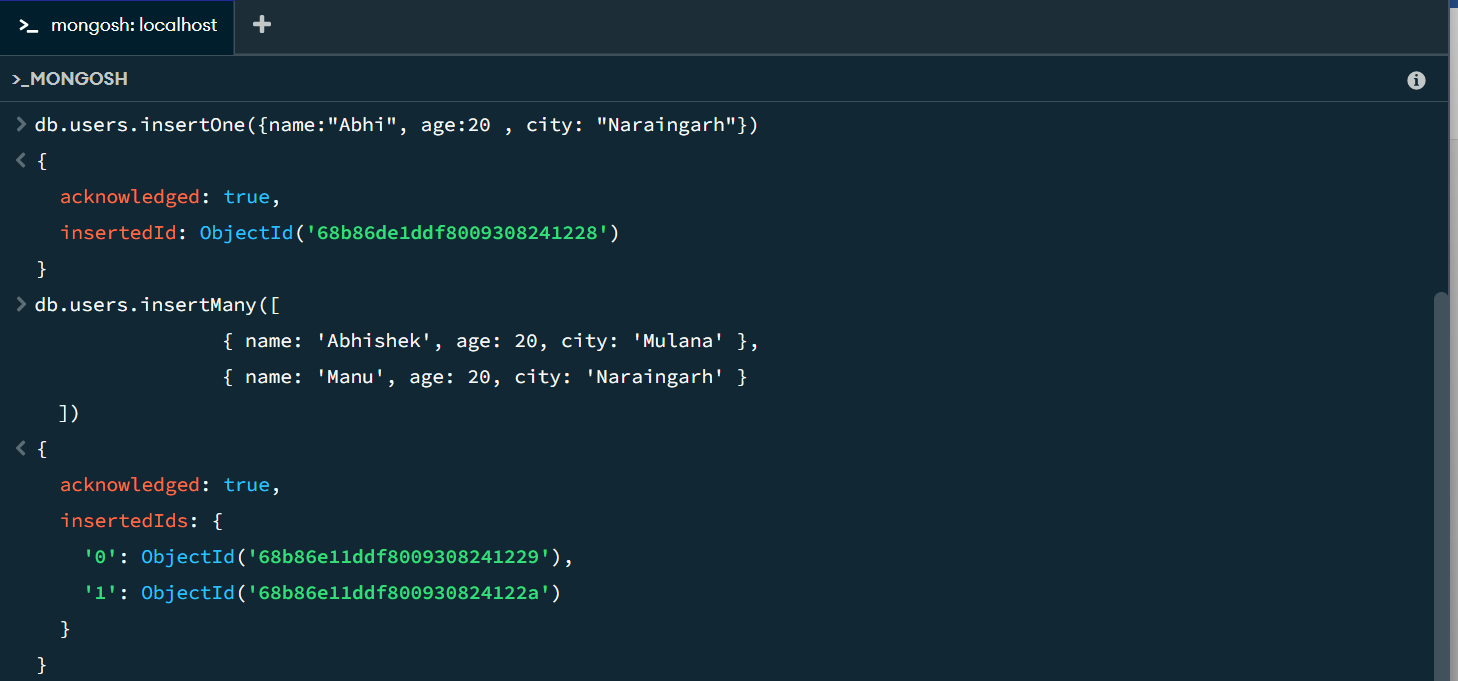 >_ mongosh: localhost +
>_MONGOSH
> db.users.insertOne({name:"Abhi", age:20 , city: "Naraingarh"})
< {
acknowledged: true,
insertedId: ObjectId('68b86de1ddf8009308241228')
}
> db.users.insertMany([
{ name: 'Abhishek', age: 20, city: 'Mulana' },
{ name: 'Manu', age: 20, city: 'Naraingarh' }
])
< {
acknowledged: true,
insertedIds: {
'0': ObjectId('68b86e11ddf8009308241229'),
'1': ObjectId('68b86e11ddf800930824122a')
}
}